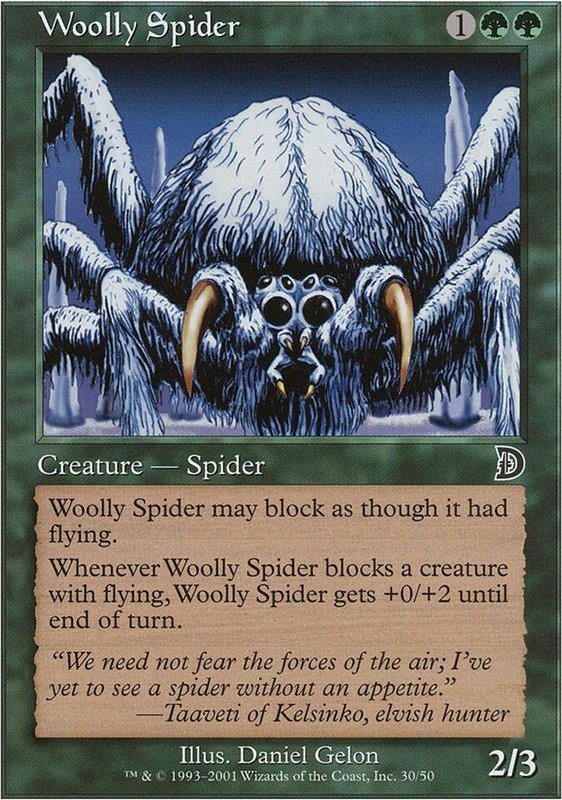 Woolly Spider 1
Creature — Spider
D
Woolly Spider may block as though it had
flying.
Whenever Woolly Spider blocks a creature
with flying, Woolly Spider gets +0/+2 until
end of turn.
“We need not fear the forces of the air; I’ve
yet to see a spider without an appetite.”
—Taaveti of Kelsinko, elvish hunter
Illus. Daniel Gelon
™ & © 1993–2001 Wizards of the Coast, Inc. 30/50
2/3